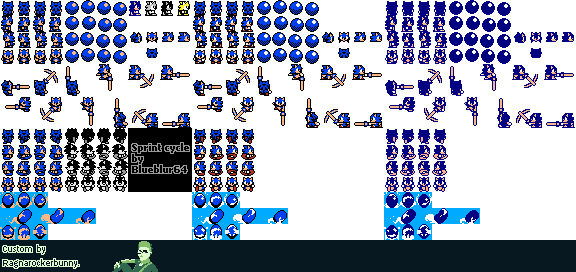 Sprint cycle
by
Blueblur64
Custom by
Ragnarockerbunny.